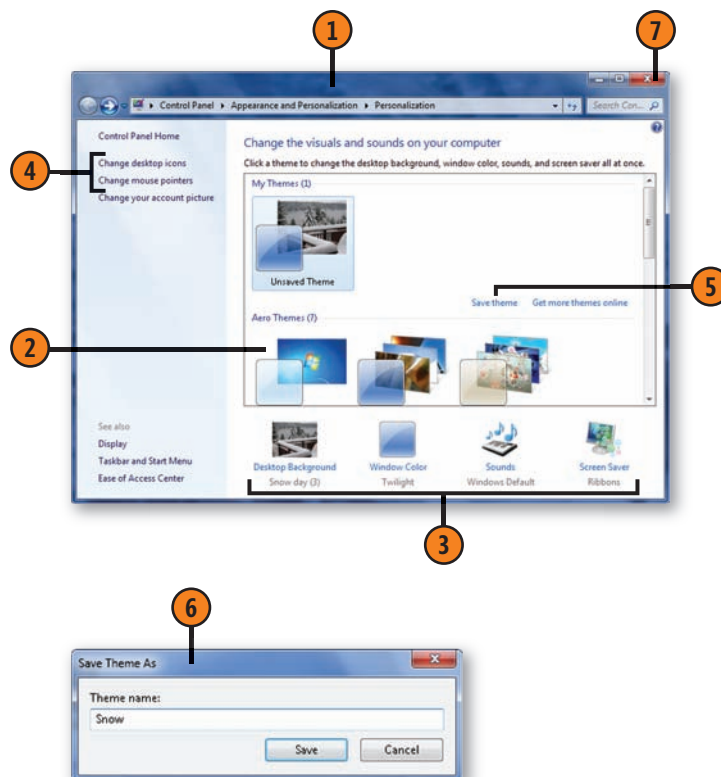 1
7
Control Panel ▸ Appearance and Personalization ▸ Personalization
Search Con...
Control Panel Home
Change the visuals and sounds on your computer
4
Change desktop icons
Click a theme to change the desktop background, window color, sounds, and screen saver all at once.
Change mouse pointers
My Themes (1)
Change your account picture
Unsaved Theme
5
Save theme Get more themes online
Aero Themes (7)
2
See also
Display
Taskbar and Start Menu
Ease of Access Center
Desktop Background Window Color Sounds Screen Saver
Snow day (3) Twilight Windows Default Ribbons
3
6
Save Theme As
Theme name:
Snow
Save Cancel